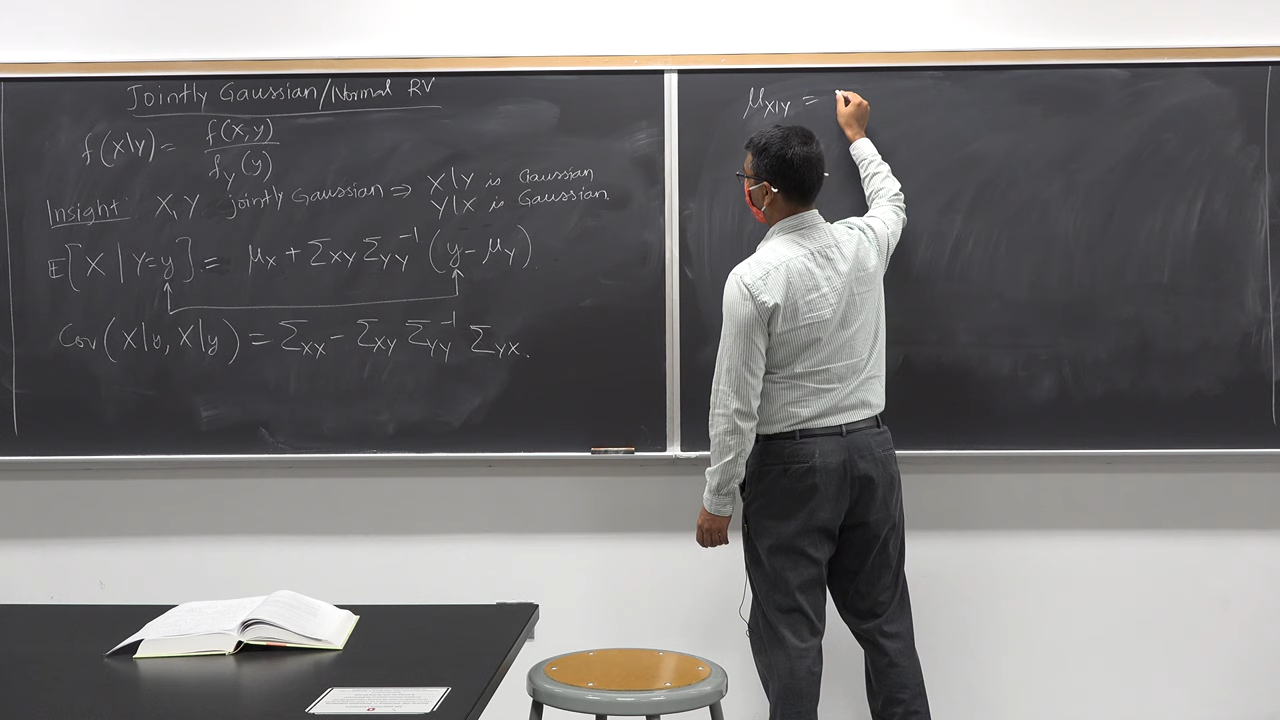 Jointly Gaussian/Normal RV
f(x|y) = f(x,y) / f_Y(y)
Insight: X, Y jointly Gaussian ⇒ X|Y is Gaussian
Y|X is Gaussian.
E[X | Y=y] = μ_X + Σ_XY Σ_YY^-1 (y - μ_Y).
Cov(X|y, X|y) = Σ_XX - Σ_XY Σ_YY^-1 Σ_YX.
μ_X|Y =